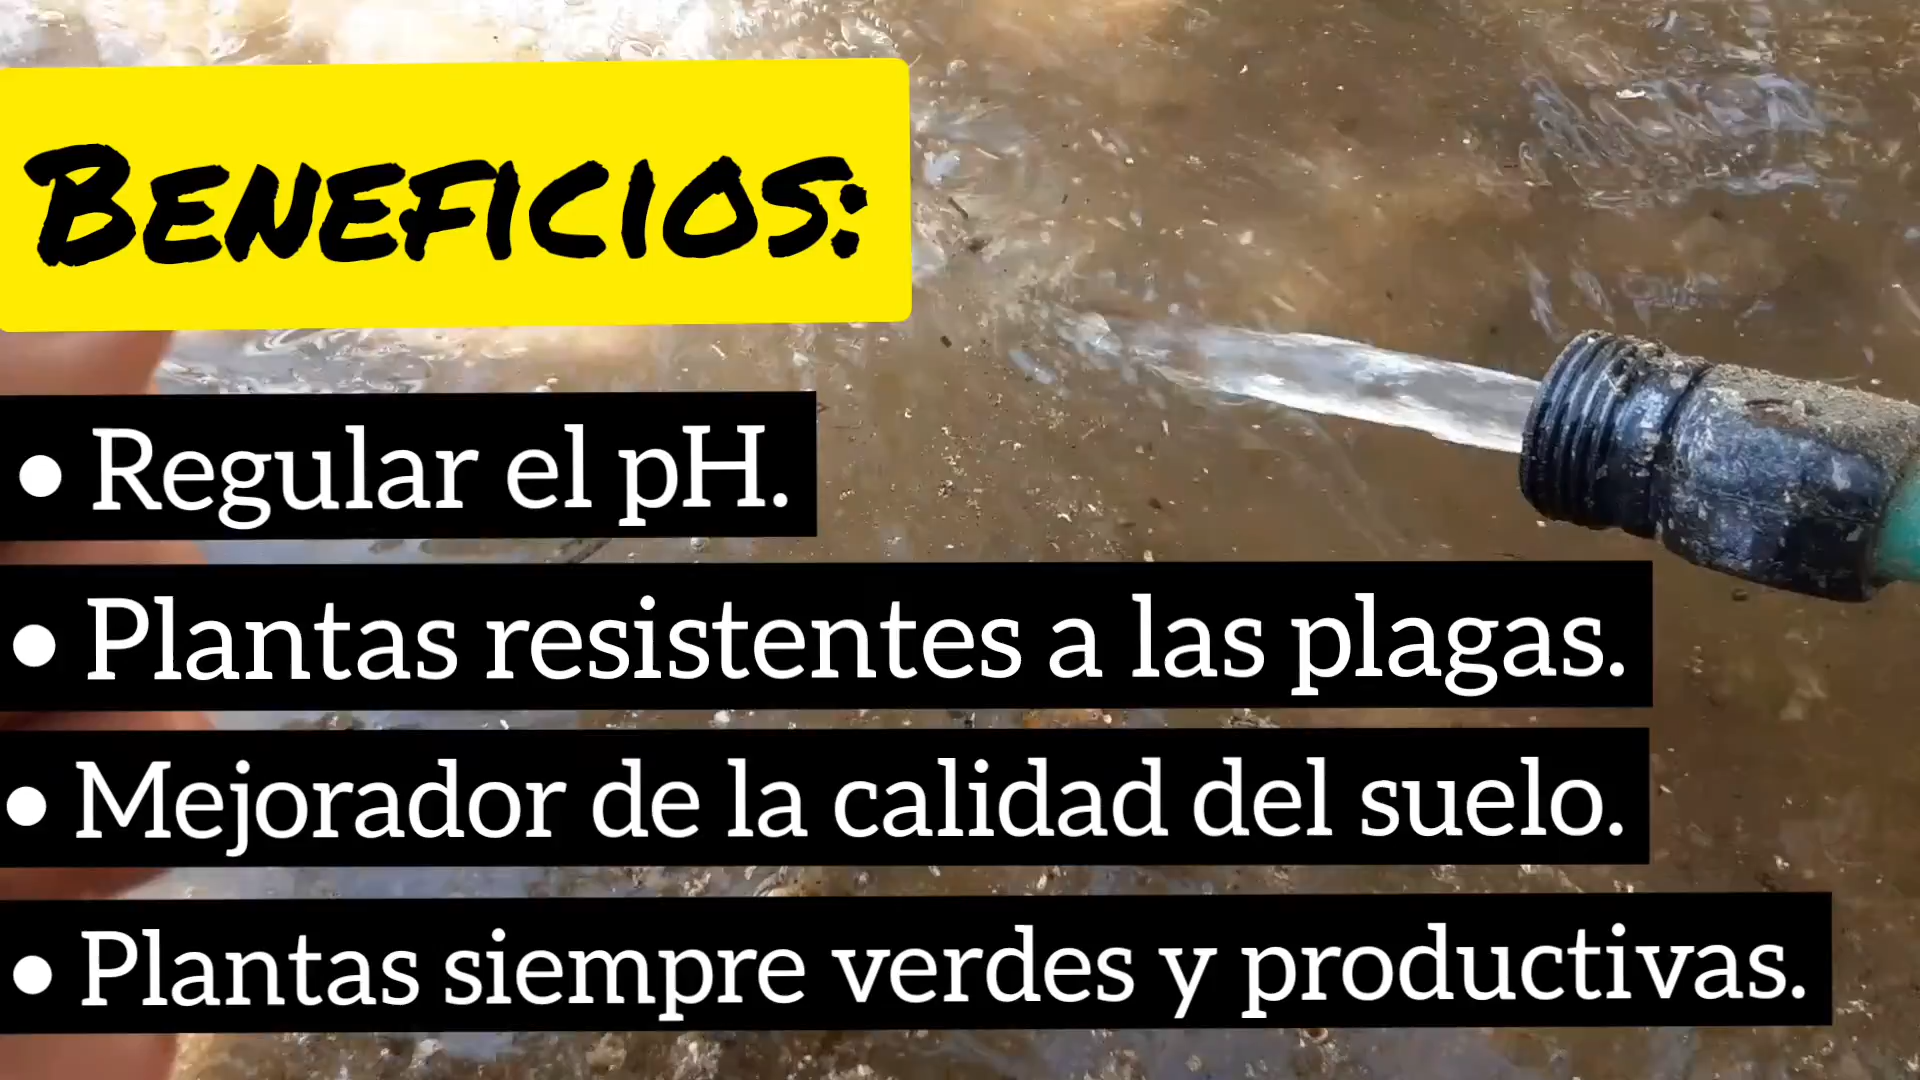 BENEFICIOS:
• Regular el pH.
• Plantas resistentes a las plagas.
• Mejorador de la calidad del suelo.
• Plantas siempre verdes y productivas.